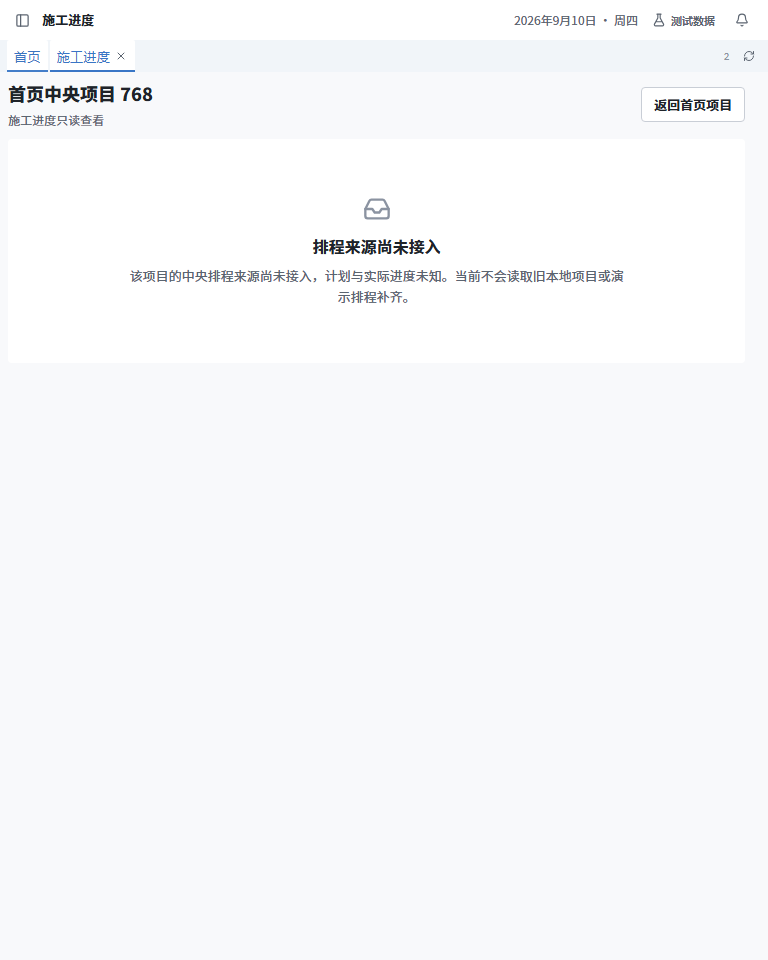 施工进度
2026年9月10日 • 周四
测试数据
首页
施工进度
2
首页中央项目 768
施工进度只读查看
返回首页项目
排程来源尚未接入
该项目的中央排程来源尚未接入，计划与实际进度未知。当前不会读取旧本地项目或演
示排程补齐。